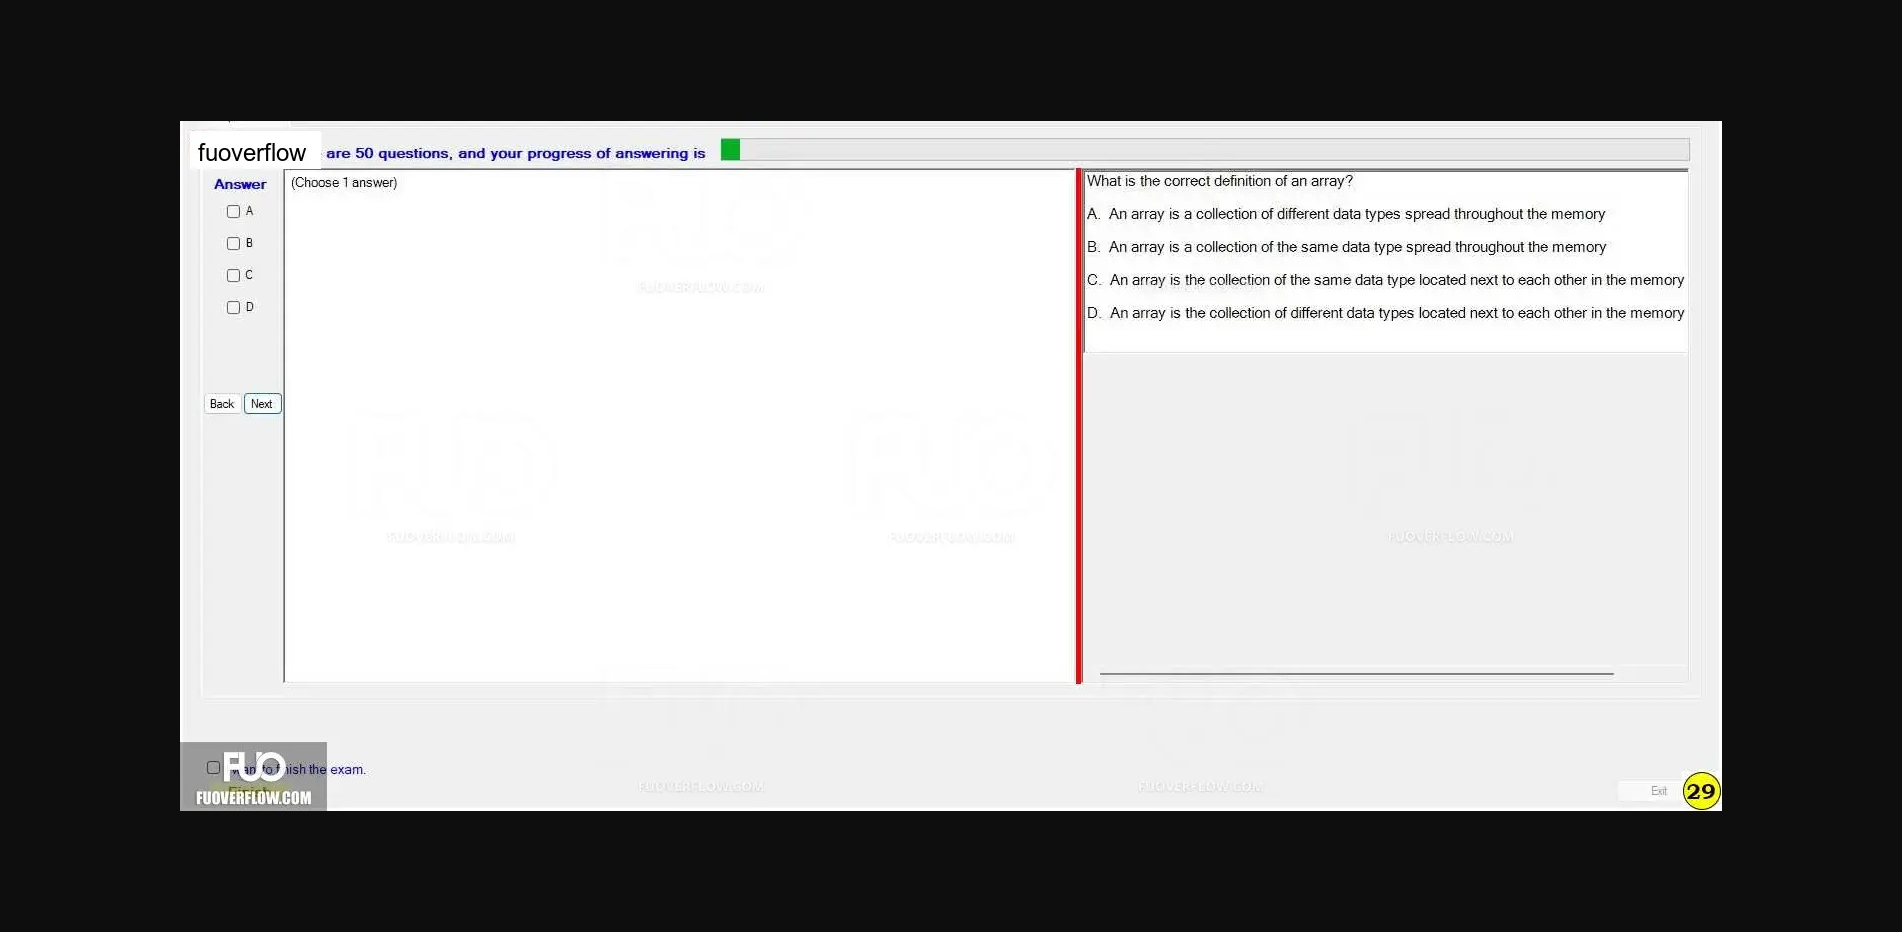 fuoverflow are 50 questions, and your progress of answering is
Answer
(Choose 1 answer)
A
B
C
D
Back Next
What is the correct definition of an array?
A. An array is a collection of different data types spread throughout the memory
B. An array is a collection of the same data type spread throughout the memory
C. An array is the collection of the same data type located next to each other in the memory
D. An array is the collection of different data types located next to each other in the memory
FUOVERFLOW.COM
FUOVERFLOW.COM
FUOVERFLOW.COM
FUOVERFLOW.COM
FUO
to finish the exam.
Finish
FUOVERFLOW.COM
FUOVERFLOW.COM
FUOVERFLOW.COM
Exit
29